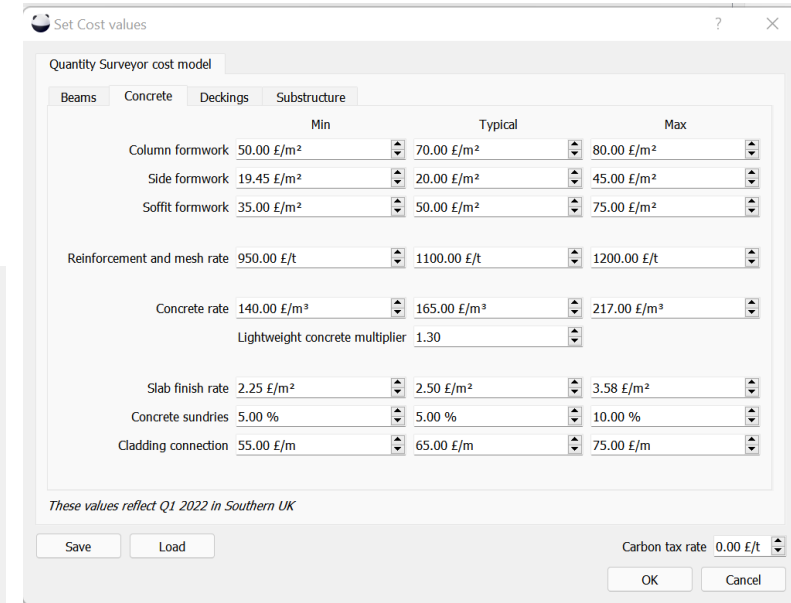 Set Cost values
?
Quantity Surveyor cost model
Beams Concrete Deckings Substructure
Min Typical Max
Column formwork 50.00 £/m² 70.00 £/m² 80.00 £/m²
Side formwork 19.45 £/m² 20.00 £/m² 45.00 £/m²
Soffit formwork 35.00 £/m² 50.00 £/m² 75.00 £/m²
Reinforcement and mesh rate 950.00 £/t 1100.00 £/t 1200.00 £/t
Concrete rate 140.00 £/m³ 165.00 £/m³ 217.00 £/m³
Lightweight concrete multiplier 1.30
Slab finish rate 2.25 £/m² 2.50 £/m² 3.58 £/m²
Concrete sundries 5.00 % 5.00 % 10.00 %
Cladding connection 55.00 £/m 65.00 £/m 75.00 £/m
These values reflect Q1 2022 in Southern UK
Save Load Carbon tax rate 0.00 £/t
OK Cancel